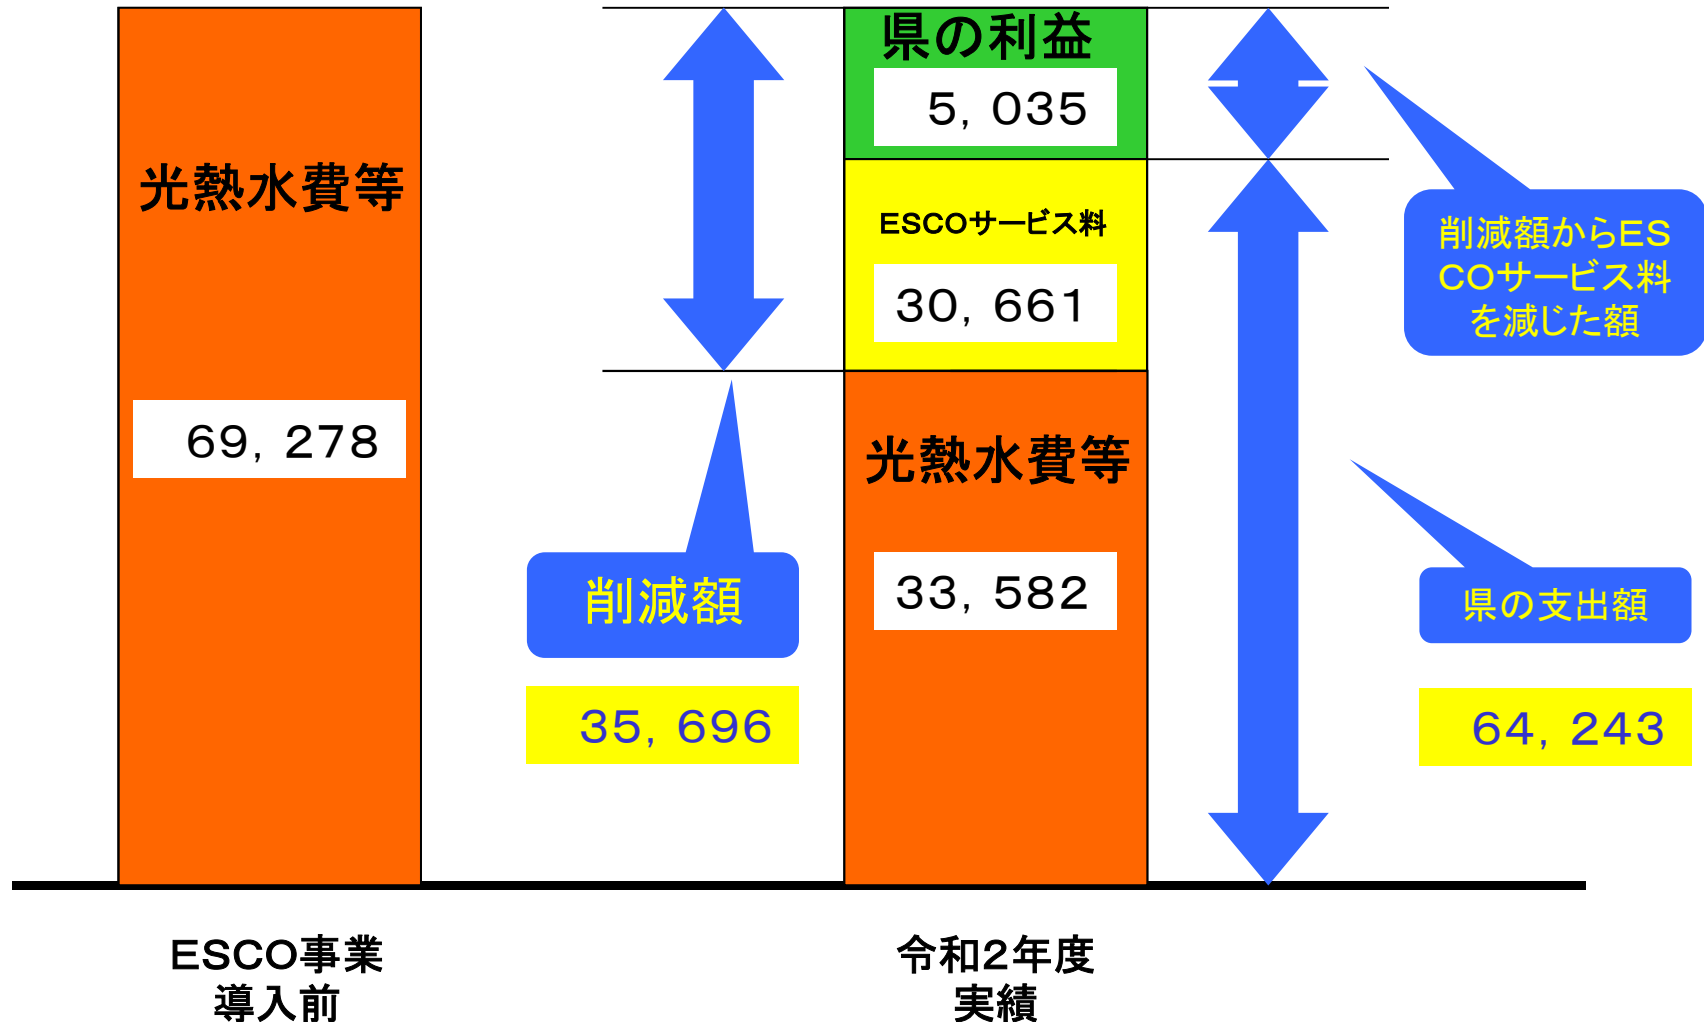 光熱水費等
69，278
削減額
35，696
県の利益
5，035
ESCOサービス料
30，661
光熱水費等
33，582
削減額からES
COサービス料
を減じた額
県の支出額
64，243
ESCO事業
導入前
令和2年度
実績